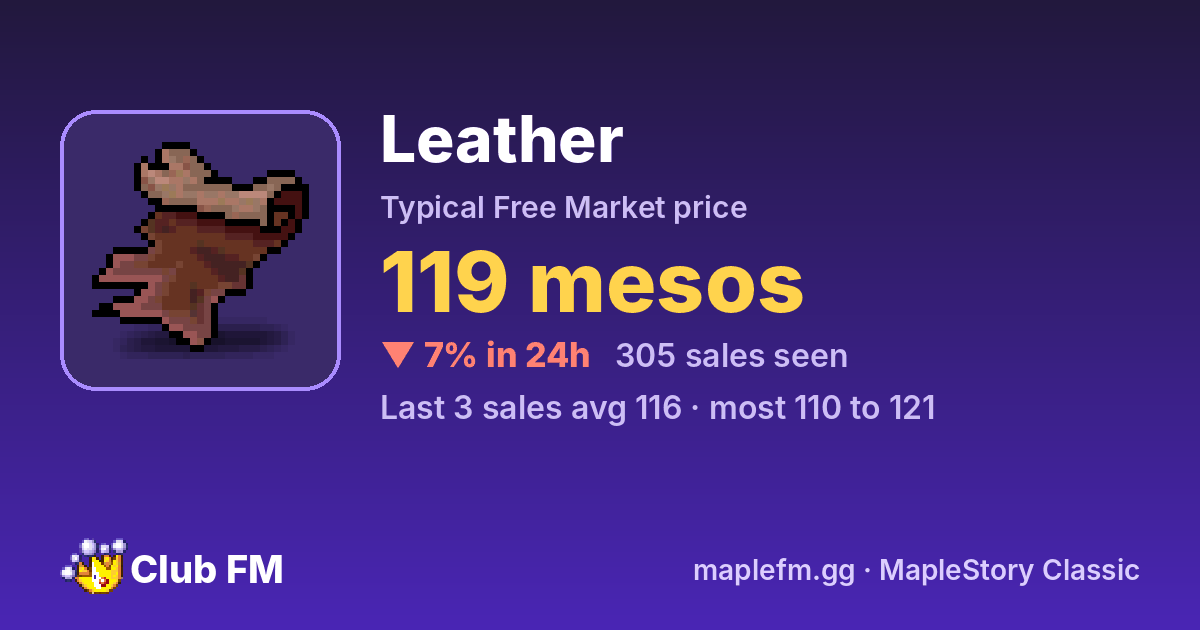 Leather
Typical Free Market price
119 mesos
▼ 7% in 24h 305 sales seen
Last 3 sales avg 116 · most 110 to 121
Club FM
maplefm.gg · MapleStory Classic